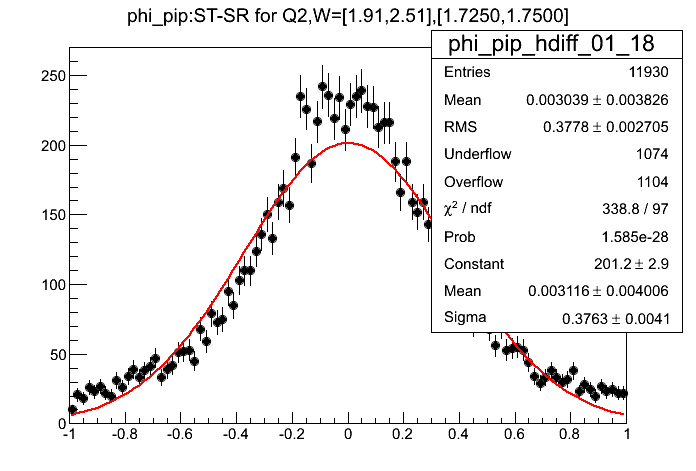 phi_pip:ST-SR for Q2,W=[1.91,2.51],[1.7250,1.7500]
phi_pip_hdiff_01_18
Entries 11930
Mean 0.003039 ± 0.003826
RMS 0.3778 ± 0.002705
Underflow 1074
Overflow 1104
χ² / ndf 338.8 / 97
Prob 1.585e-28
Constant 201.2 ± 2.9
Mean 0.003116 ± 0.004006
Sigma 0.3763 ± 0.0041
250
200
150
100
50
0
-1 -0.8 -0.6 -0.4 -0.2 0 0.2 0.4 0.6 0.8 1